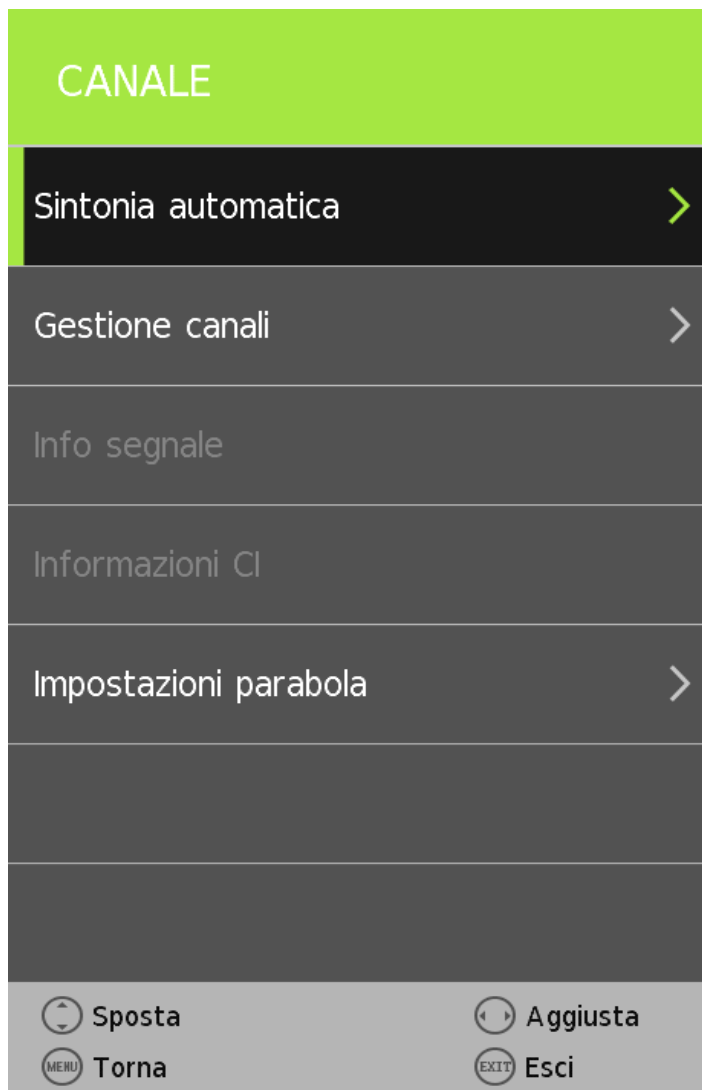 CANALE
Sintonia automatica
Gestione canali
Info segnale
Informazioni CI
Impostazioni parabola
Sposta
Aggiusta
MENU Torna
EXIT Esci